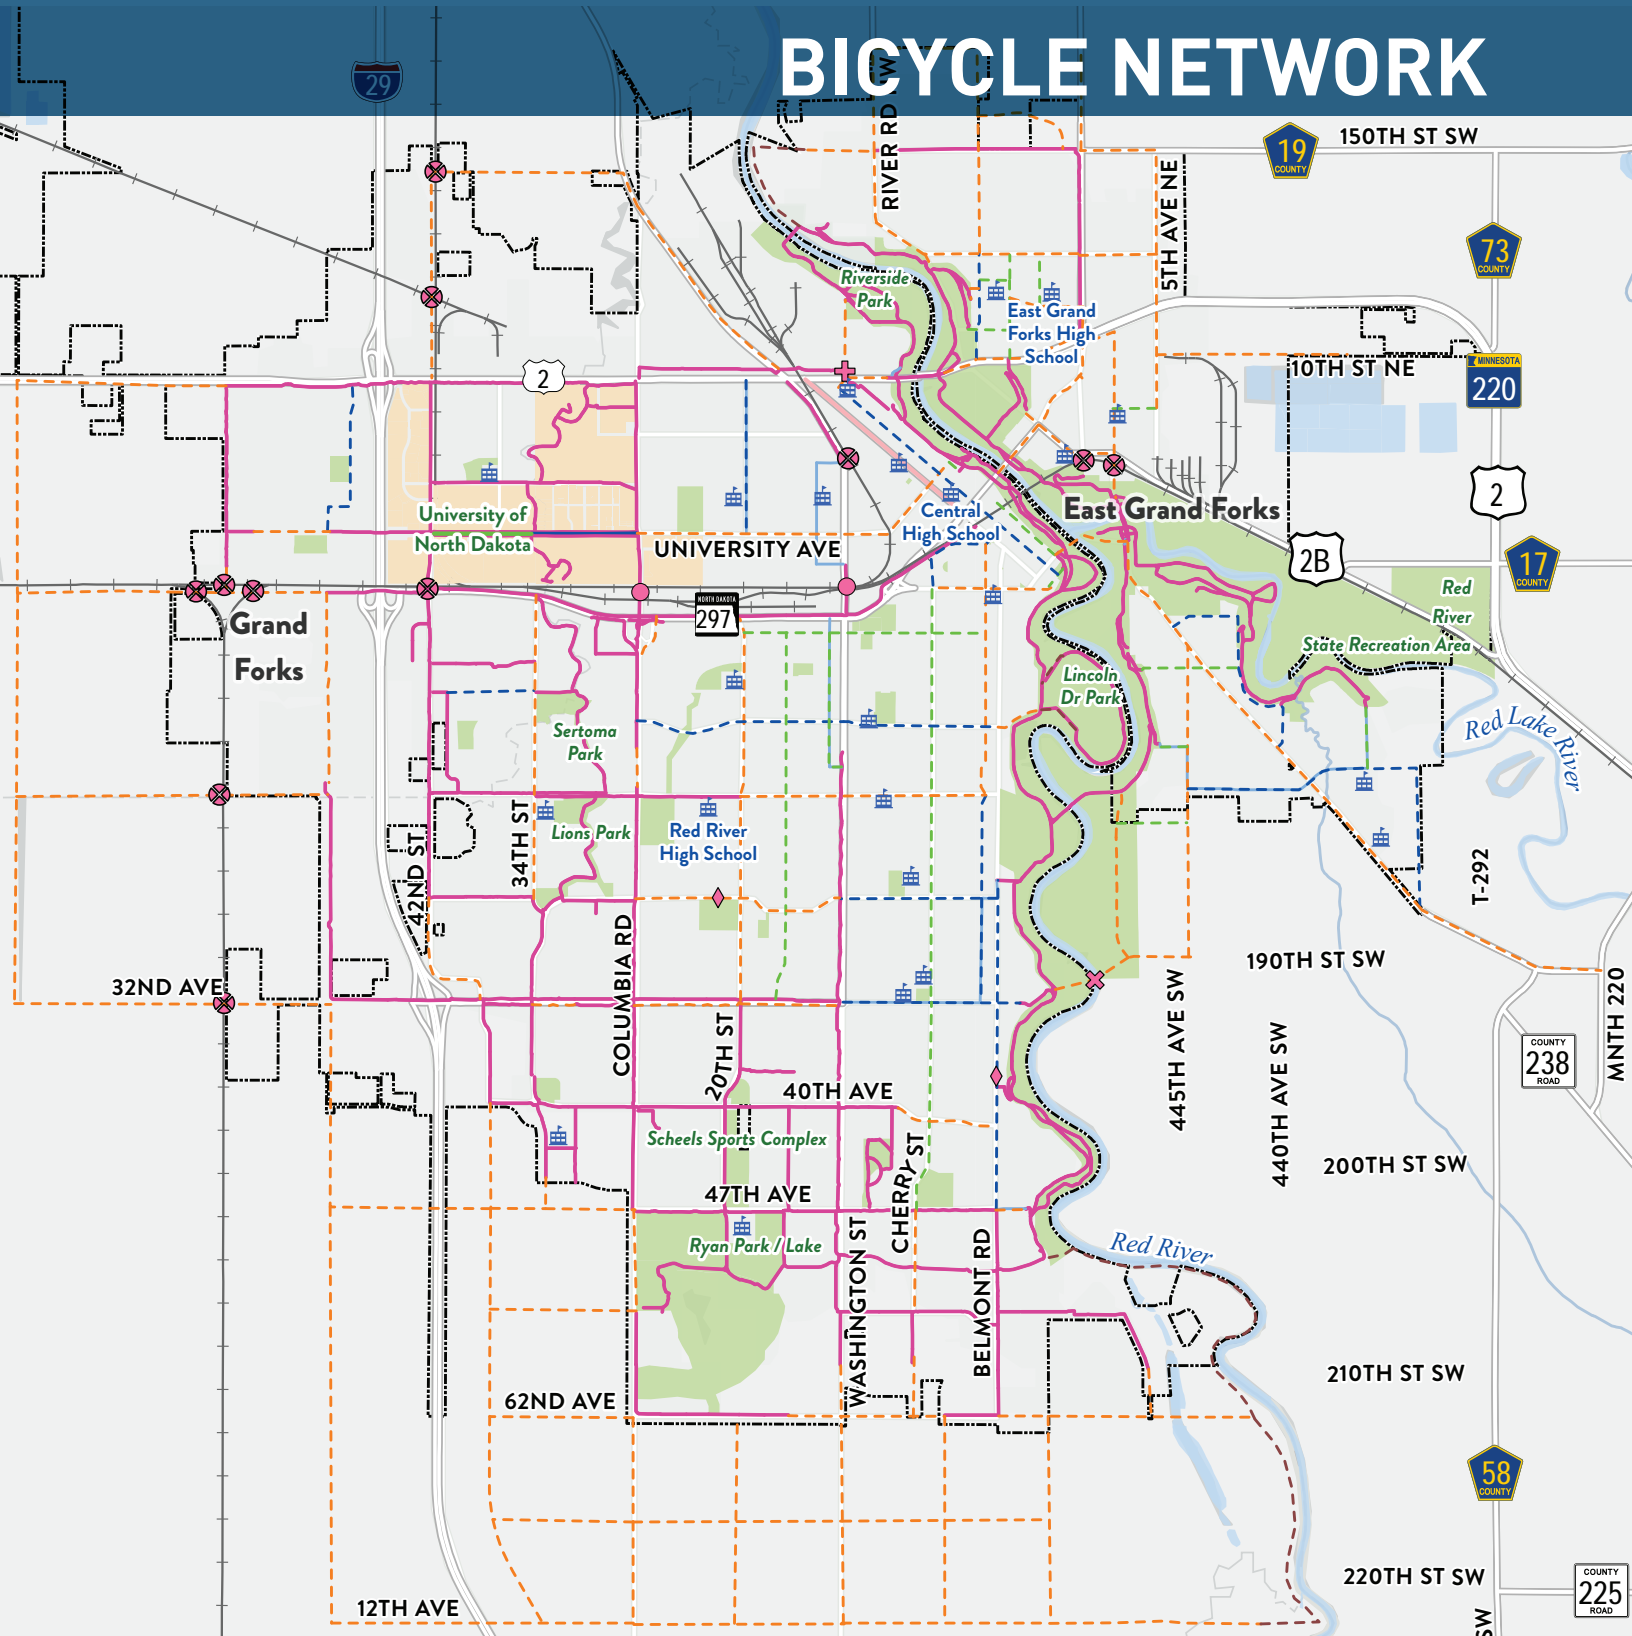 BICYCLE NETWORK
29
RIVER RD NW
150TH ST SW
19
COUNTY
5TH AVE NE
73
COUNTY
Riverside
Park
East Grand
Forks High
School
2
10TH ST NE
MINNESOTA
220
University of
North Dakota
Central
High School
East Grand Forks
2
UNIVERSITY AVE
2B
17
COUNTY
NORTH DAKOTA
297
Red
River
State Recreation Area
Grand
Forks
Lincoln
Dr Park
Red Lake River
Sertoma
Park
34TH ST
Lions Park
Red River
High School
42ND ST
T-292
COLUMBIA RD
190TH ST SW
32ND AVE
445TH AVE SW
MNTH 220
20TH ST
440TH AVE SW
COUNTY
238
ROAD
40TH AVE
Scheels Sports Complex
CHERRY ST
200TH ST SW
47TH AVE
WASHINGTON ST
Ryan Park / Lake
BELMONT RD
Red River
210TH ST SW
62ND AVE
58
COUNTY
220TH ST SW
COUNTY
225
ROAD
12TH AVE
SW